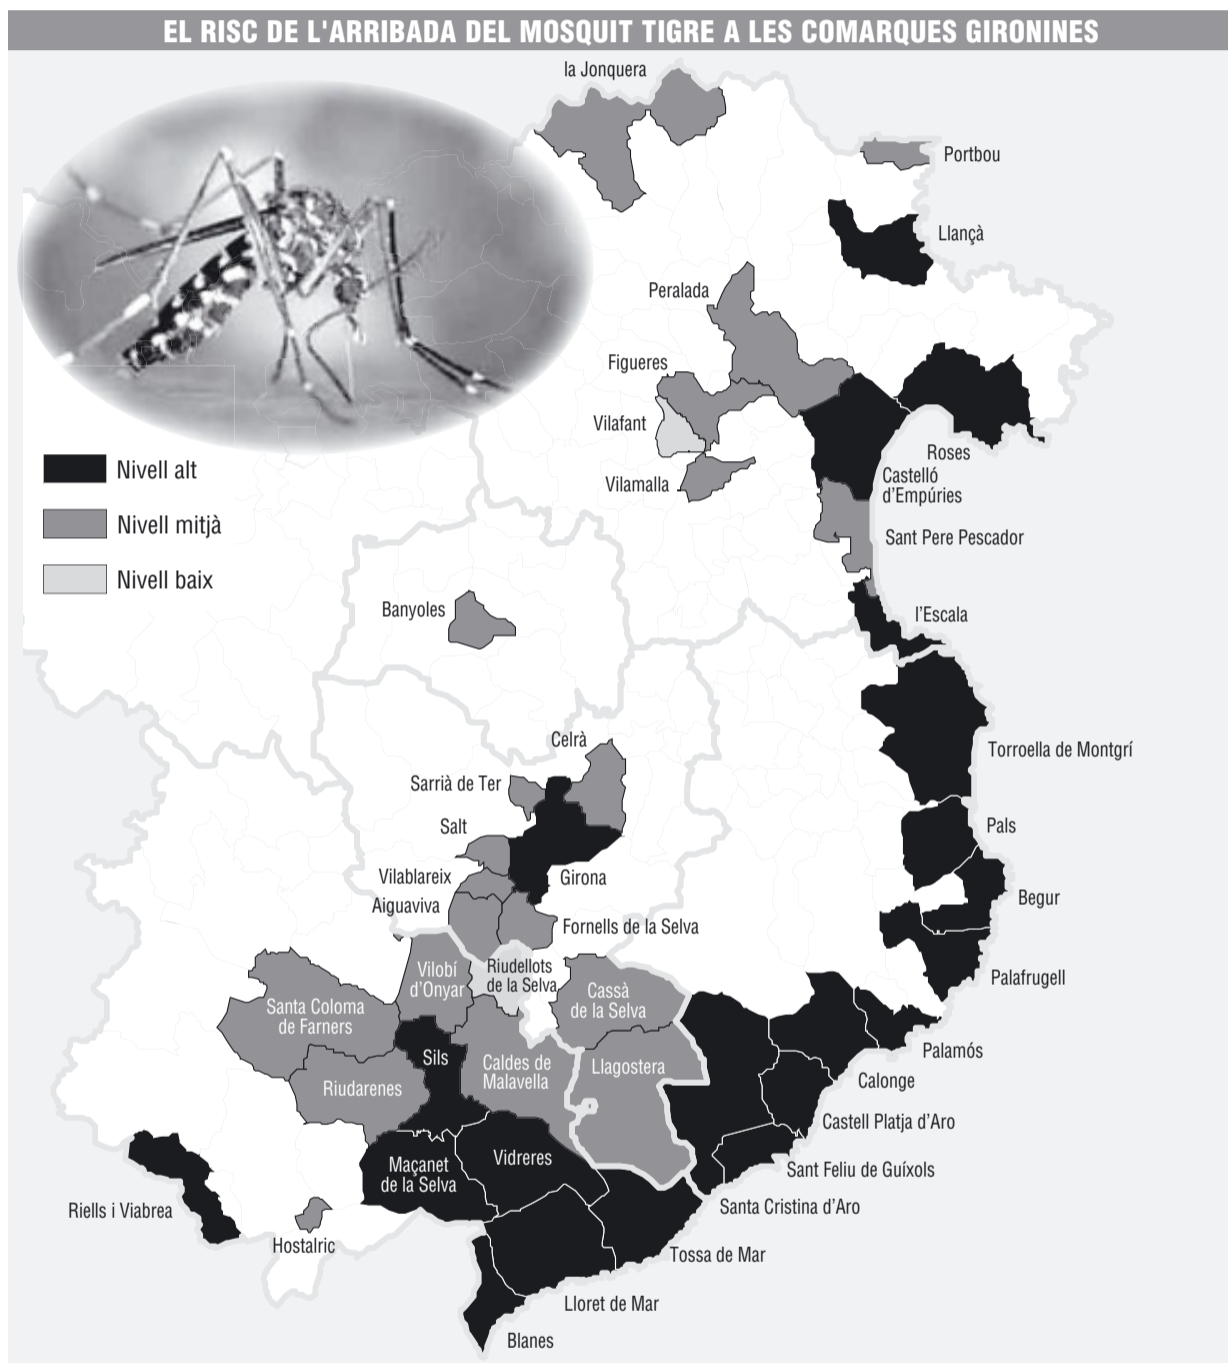 EL RISC DE L'ARRIBADA DEL MOSQUIT TIGRE A LES COMARQUES GIRONINES
la Jonquera
Portbou
Llançà
Peralada
Figueres
Vilafant
Roses
Nivell alt
Castelló
d'Empúries
Vilamalla
Nivell mitjà
Sant Pere Pescador
Nivell baix
Banyoles
l'Escala
Celrà
Torroella de Montgrí
Sarrià de Ter
Salt
Pals
Vilablareix
Girona
Begur
Aiguaviva
Fornells de la Selva
Vilobí
d'Onyar
Riudellots
de la Selva
Palafrugell
Cassà
de la Selva
Santa Coloma
de Farners
Sils
Palamós
Caldes de
Malavella
Llagostera
Calonge
Riudarenes
Castell Platja d'Aro
Vidreres
Maçanet
de la Selva
Sant Feliu de Guíxols
Riells i Viabrea
Santa Cristina d'Aro
Hostalric
Tossa de Mar
Lloret de Mar
Blanes